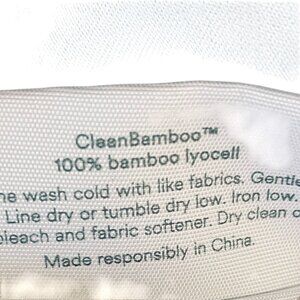 CleanBamboo™
100% bamboo lyocell
wash cold with like fabrics. Gentle
Line dry or tumble dry low. Iron low.
bleach and fabric softener. Dry clean
Made responsibly in China.